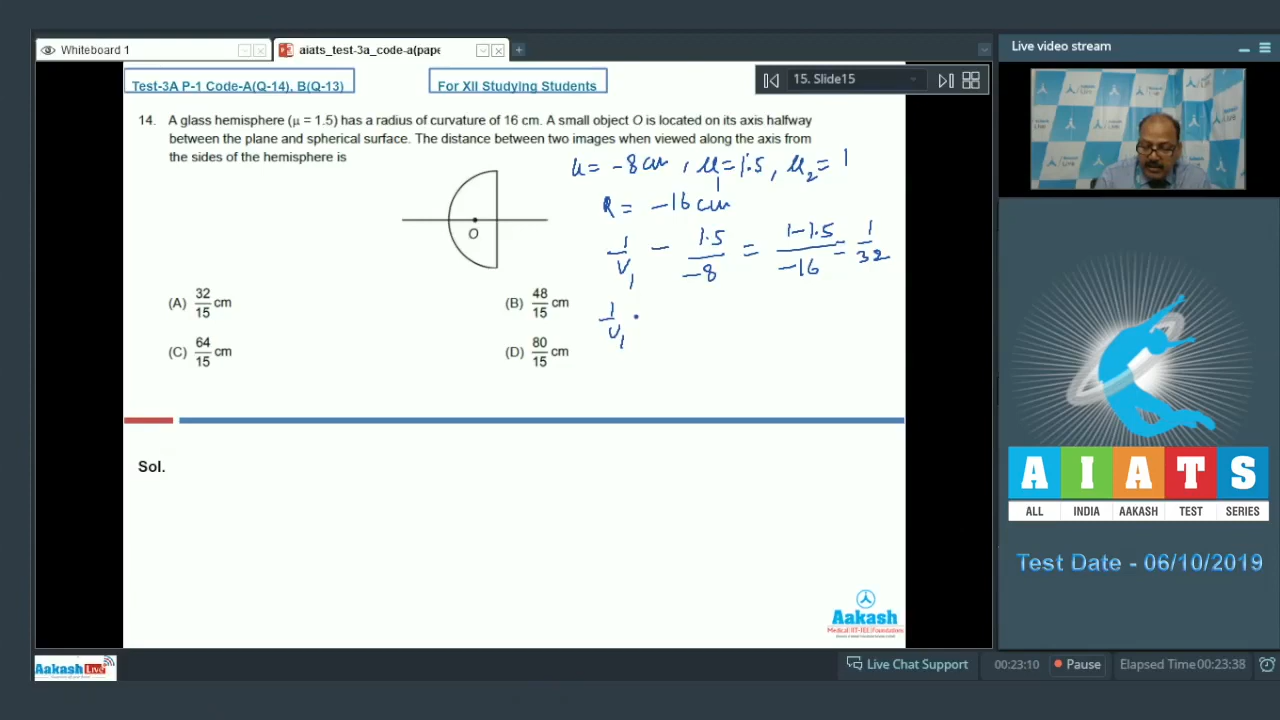 Whiteboard 1
aiats_test-3a_code-a(pape
Live video stream
Test-3A P-1 Code-A(Q-14), B(Q-13)
For XII Studying Students
15. Slide15
14. A glass hemisphere (μ = 1.5) has a radius of curvature of 16 cm. A small object O is located on its axis halfway
between the plane and spherical surface. The distance between two images when viewed along the axis from
the sides of the hemisphere is
u = -8 cm, μ₁ = 1.5, μ₂ = 1
R = -16 cm
1/v₁ - 1.5/-8 = 1-1.5/-16 = 1/32
1/v₁
O
(A) 32/15 cm
(B) 48/15 cm
(C) 64/15 cm
(D) 80/15 cm
Sol.
A I A T S
ALL INDIA AAKASH TEST SERIES
Test Date - 06/10/2019
Aakash
Medical|IIT-JEE|Foundations
Aakash Live
Live Chat Support
00:23:10
Pause
Elapsed Time 00:23:38